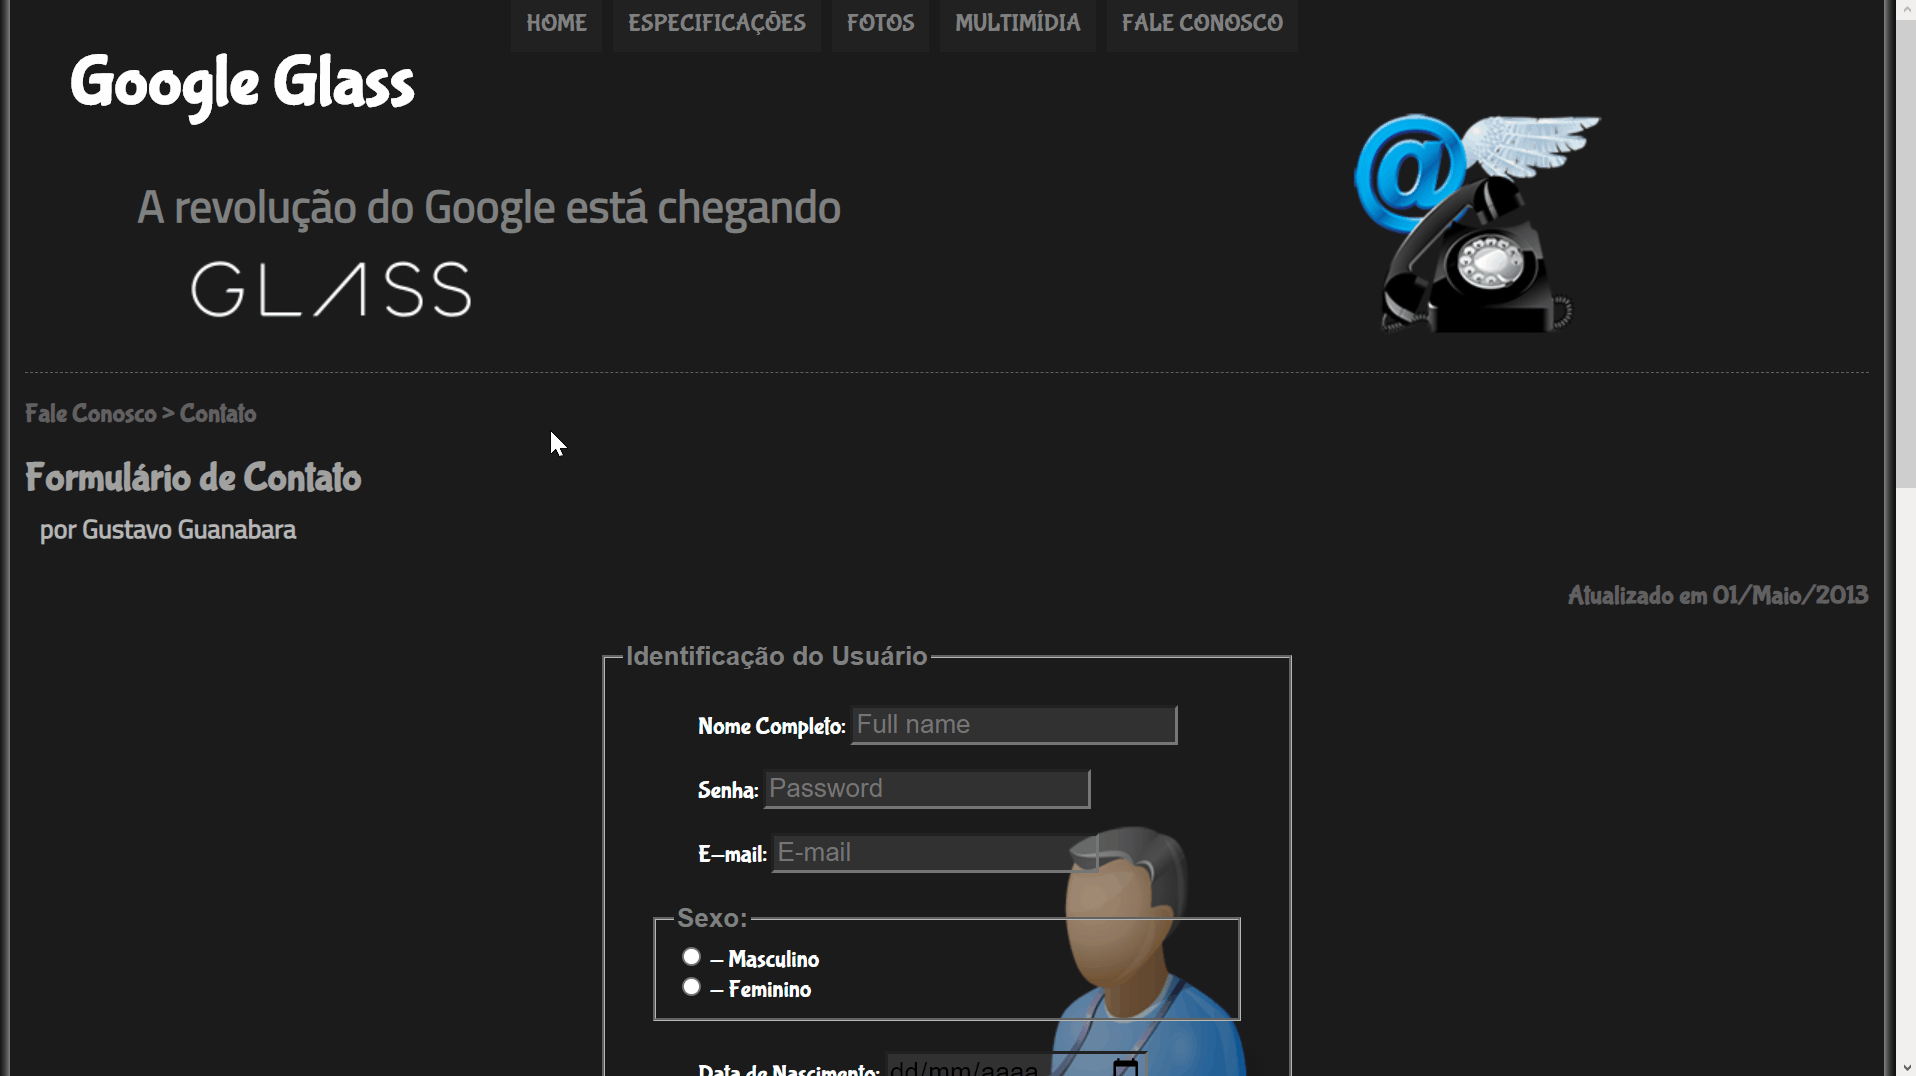 HOME ESPECIFICAÇÕES FOTOS MULTIMÍDIA FALE CONOSCO
Google Glass
@
A revolução do Google está chegando
GLASS
Fale Conosco > Contato
Formulário de Contato
por Gustavo Guanabara
Atualizado em 01/Maio/2013
Identificação do Usuário
Nome Completo: Full name
Senha: Password
E-mail: E-mail
Sexo:
- Masculino
- Feminino
Data de Nascimento: dd/mm/aaaa